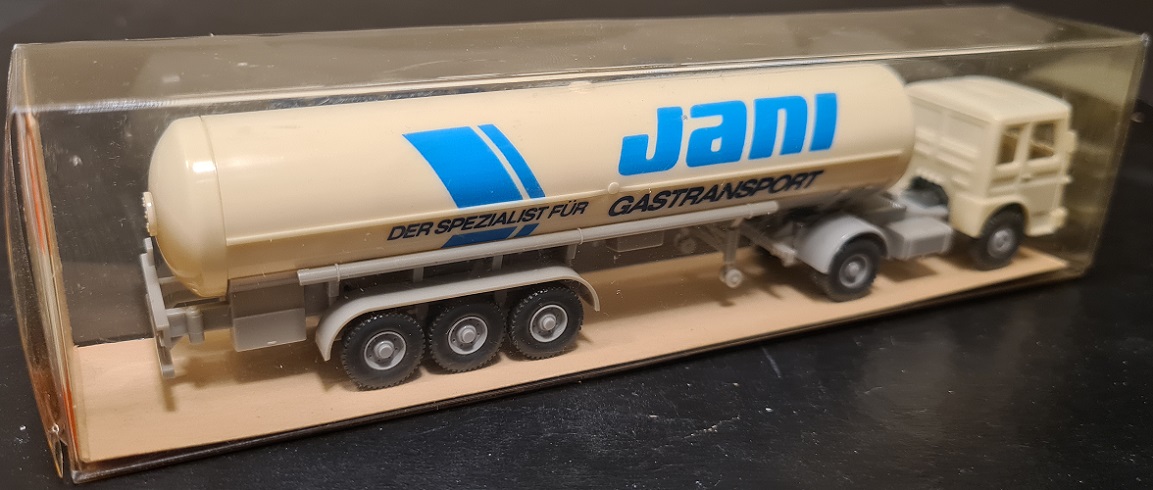 Jani
DER SPEZIALIST FÜR GASTRANSPORT